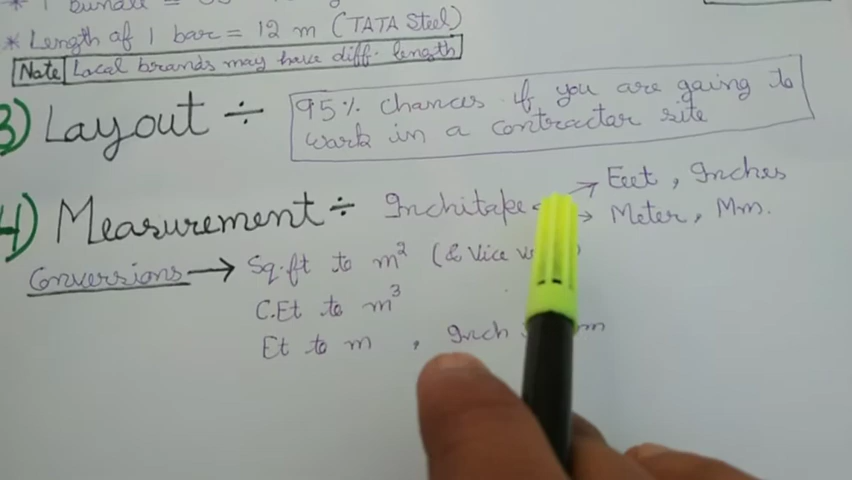 * 1 bundle =
* Length of 1 bar = 12 m (TATA Steel)
Note Local brands may have diff. length
3) Layout ÷ 95% chances if you are going to
work in a contractor site
4) Measurement ÷ Inchitape → Feet, Inches
→ Meter, Mm.
Conversions → Sq.ft to m² (& Vice
C.Ft to m³
Ft to m , Inch